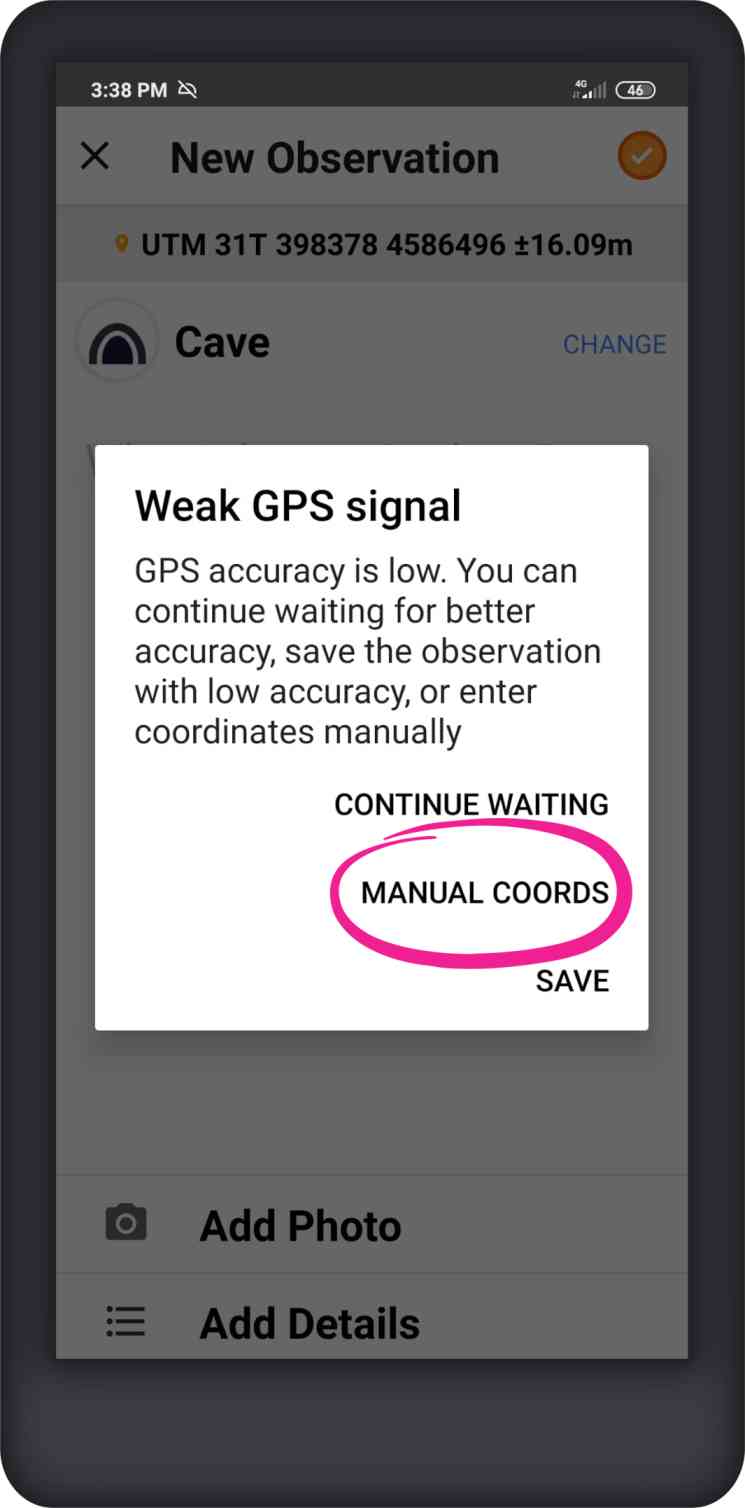 3:38 PM
4G
46
New Observation
UTM 31T 398378 4586496 ±16.09m
Cave
CHANGE
Weak GPS signal
GPS accuracy is low. You can
continue waiting for better
accuracy, save the observation
with low accuracy, or enter
coordinates manually
CONTINUE WAITING
MANUAL COORDS
SAVE
Add Photo
Add Details